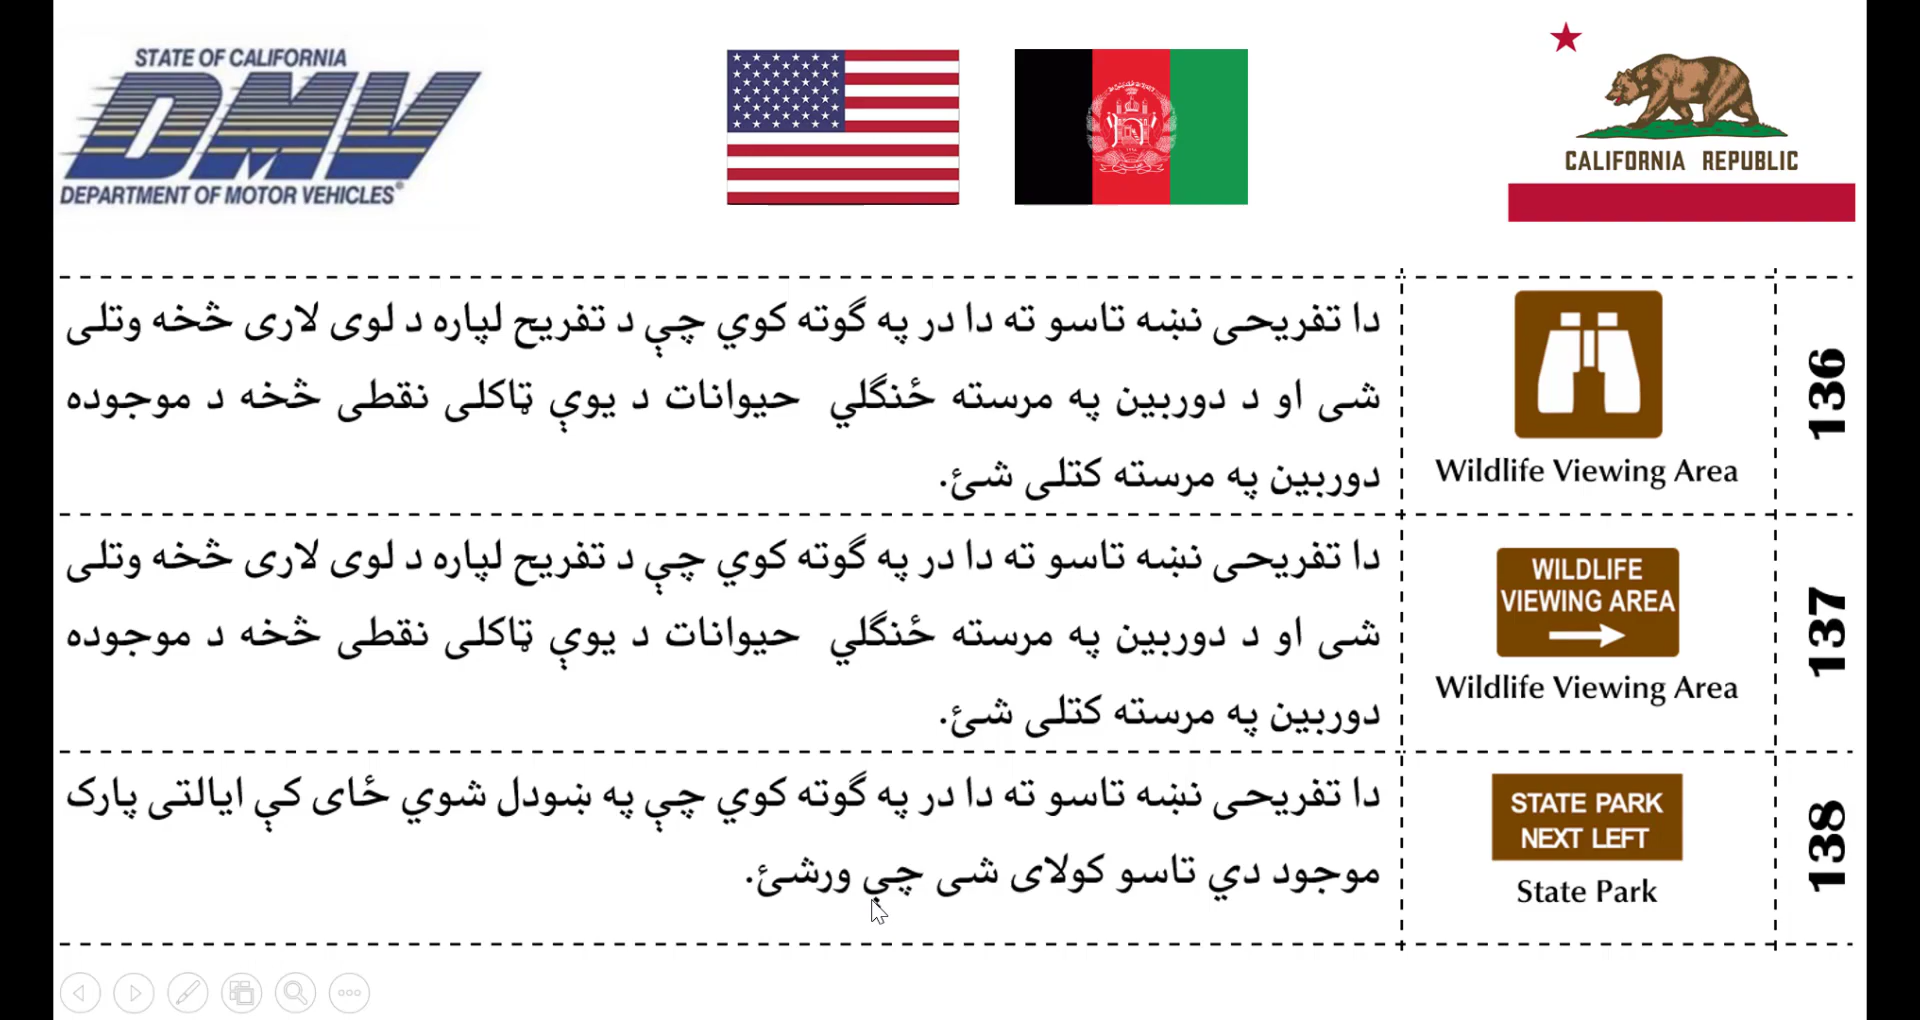 STATE OF CALIFORNIA
DMV
DEPARTMENT OF MOTOR VEHICLES®
CALIFORNIA REPUBLIC
136
Wildlife Viewing Area
دا تفریحی نښه تاسو ته دا در په گوته کوي چې د تفریح لپاره د لوی لاری څخه وتلی
شی او د دوربین په مرسته ځنگلي حیوانات د یوې ټاکلی نقطی څخه د موجوده
دوربین په مرسته کتلی شئ.
137
WILDLIFE
VIEWING AREA
Wildlife Viewing Area
دا تفریحی نښه تاسو ته دا در په گوته کوي چې د تفریح لپاره د لوی لاری څخه وتلی
شی او د دوربین په مرسته ځنگلي حیوانات د یوې ټاکلی نقطی څخه د موجوده
دوربین په مرسته کتلی شئ.
138
STATE PARK
NEXT LEFT
State Park
دا تفریحی نښه تاسو ته دا در په گوته کوي چې په ښودل شوي ځای کې ایالتی پارک
موجود دي تاسو کولای شی چې ورشئ.